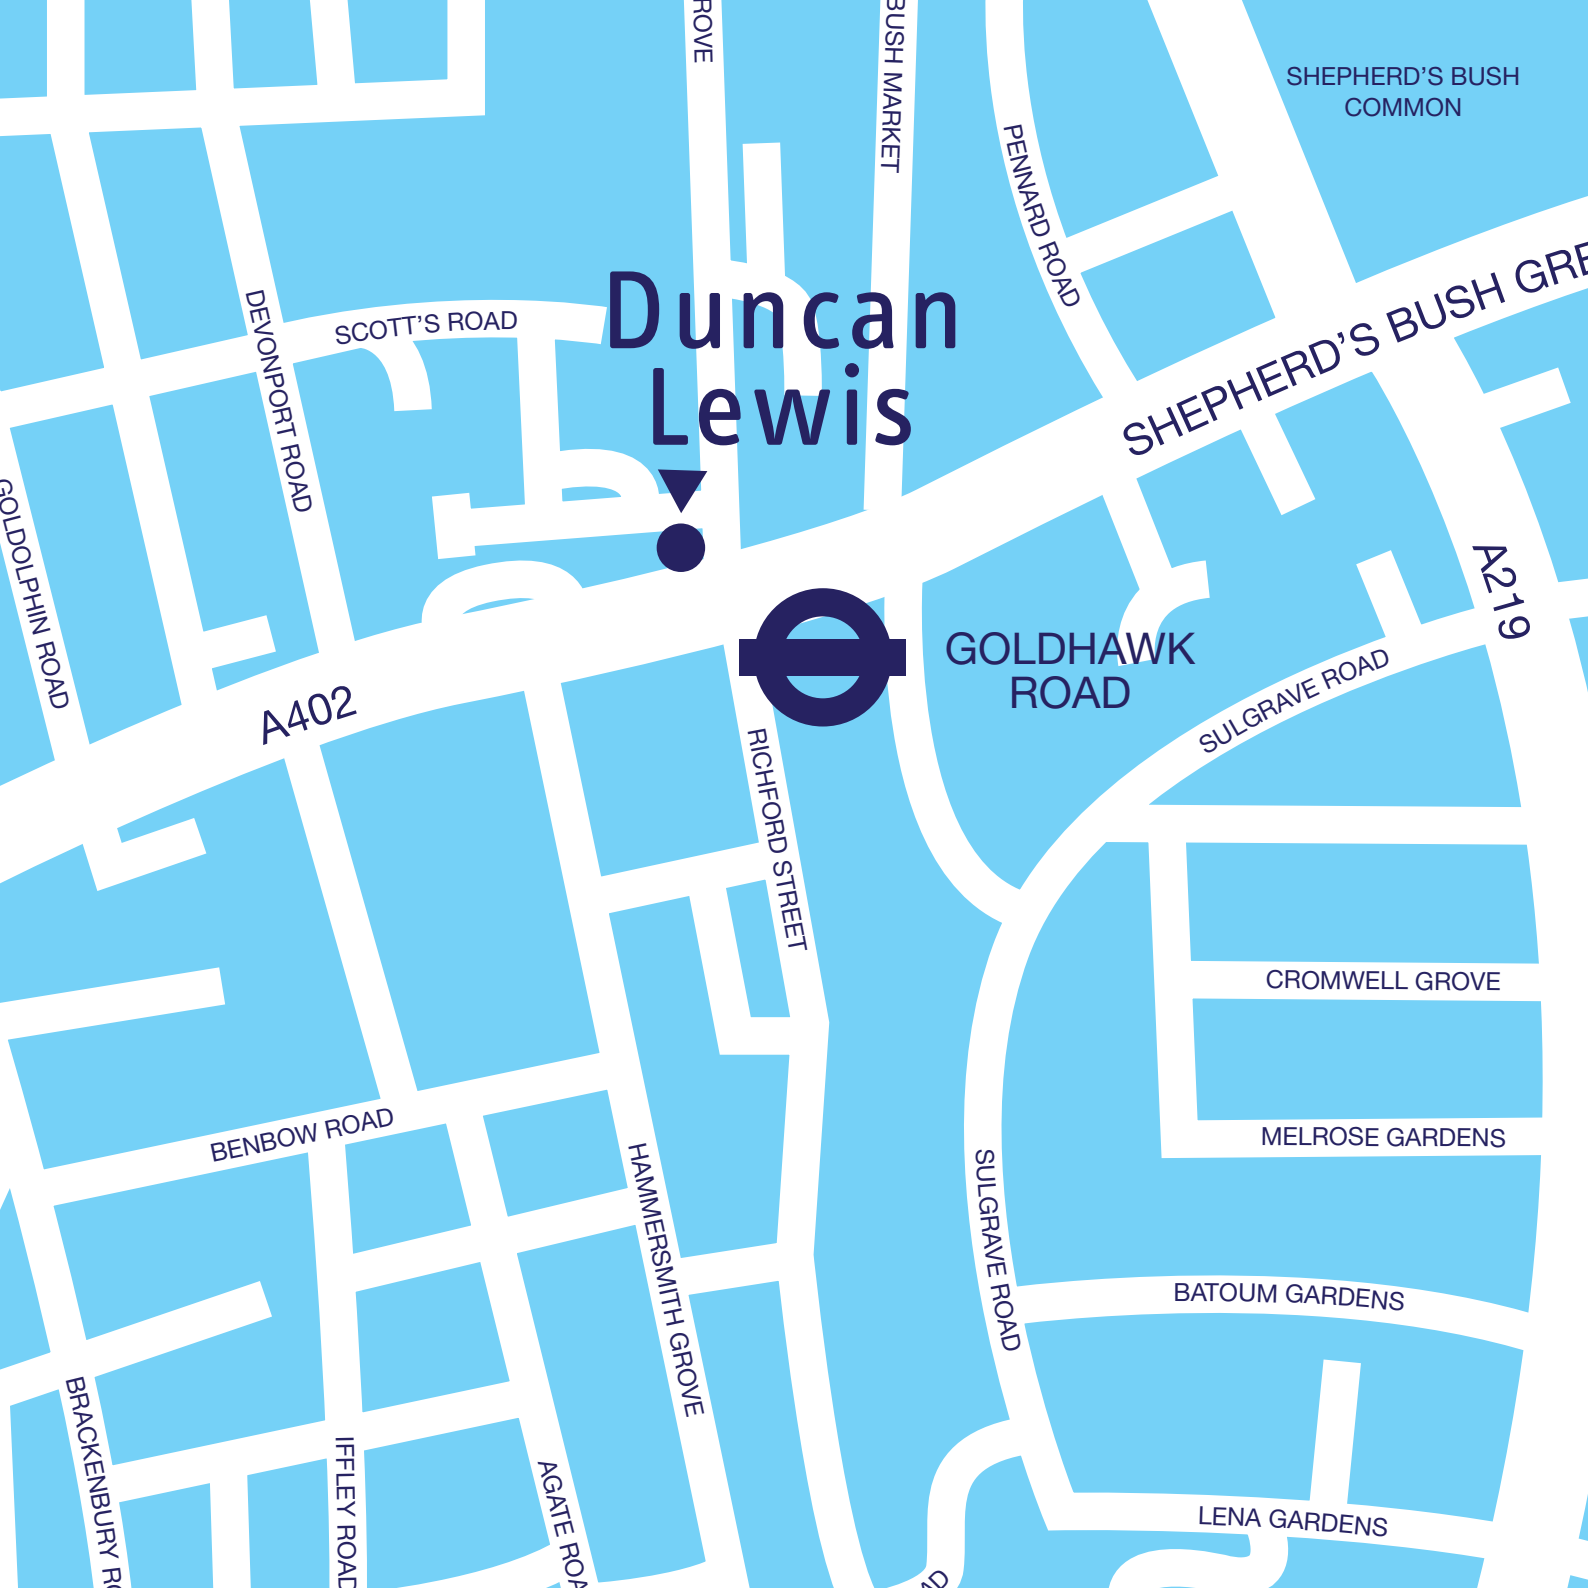 ROVE
BUSH MARKET
SHEPHERD'S BUSH
COMMON
PENNARD ROAD
DEVONPORT ROAD
SCOTT'S ROAD
Duncan
Lewis
SHEPHERD'S BUSH GRE
GOLDOLPHIN ROAD
A219
A402
GOLDHAWK
ROAD
SULGRAVE ROAD
RICHFORD STREET
CROMWELL GROVE
BENBOW ROAD
MELROSE GARDENS
HAMMERSMITH GROVE
SULGRAVE ROAD
BATOUM GARDENS
BRACKENBURY RO
IFFLEY ROAD
AGATE ROA
LENA GARDENS
AD